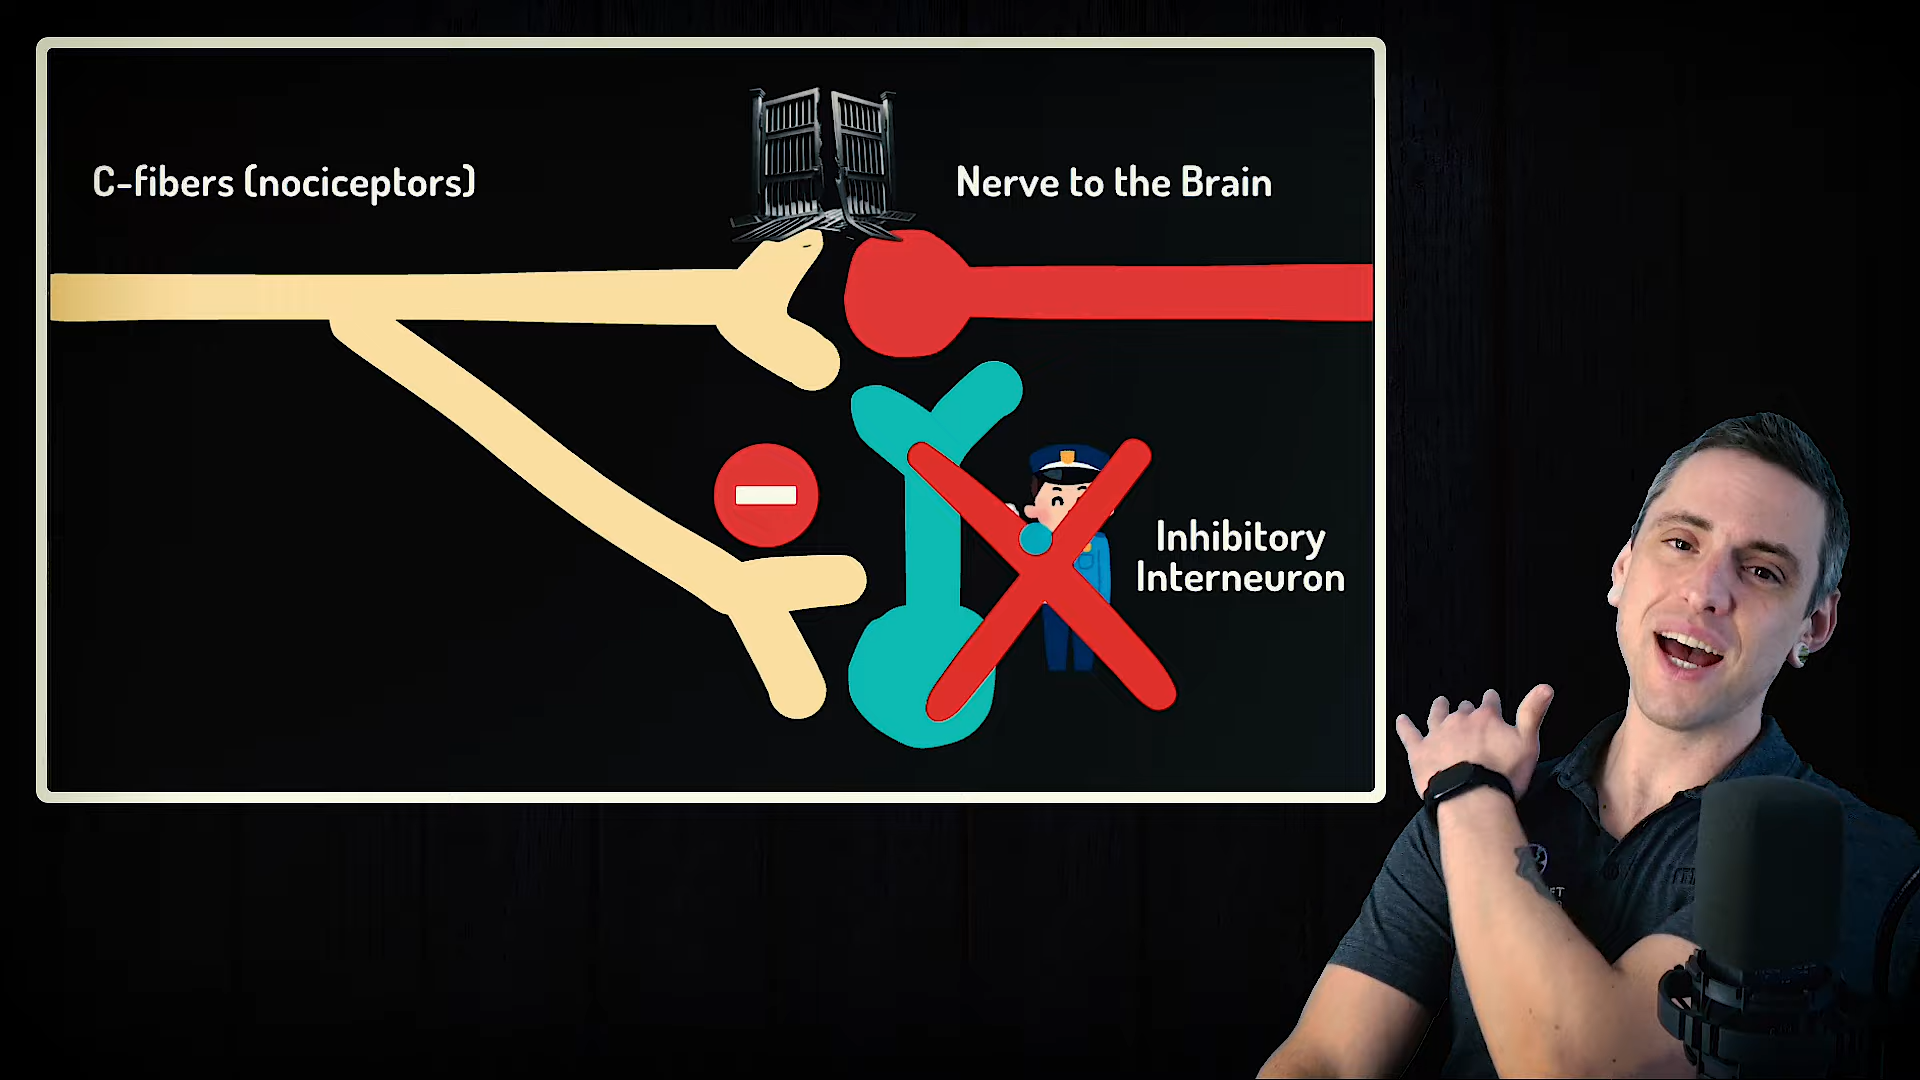 C-fibers (nociceptors)
Nerve to the Brain
Inhibitory
Interneuron